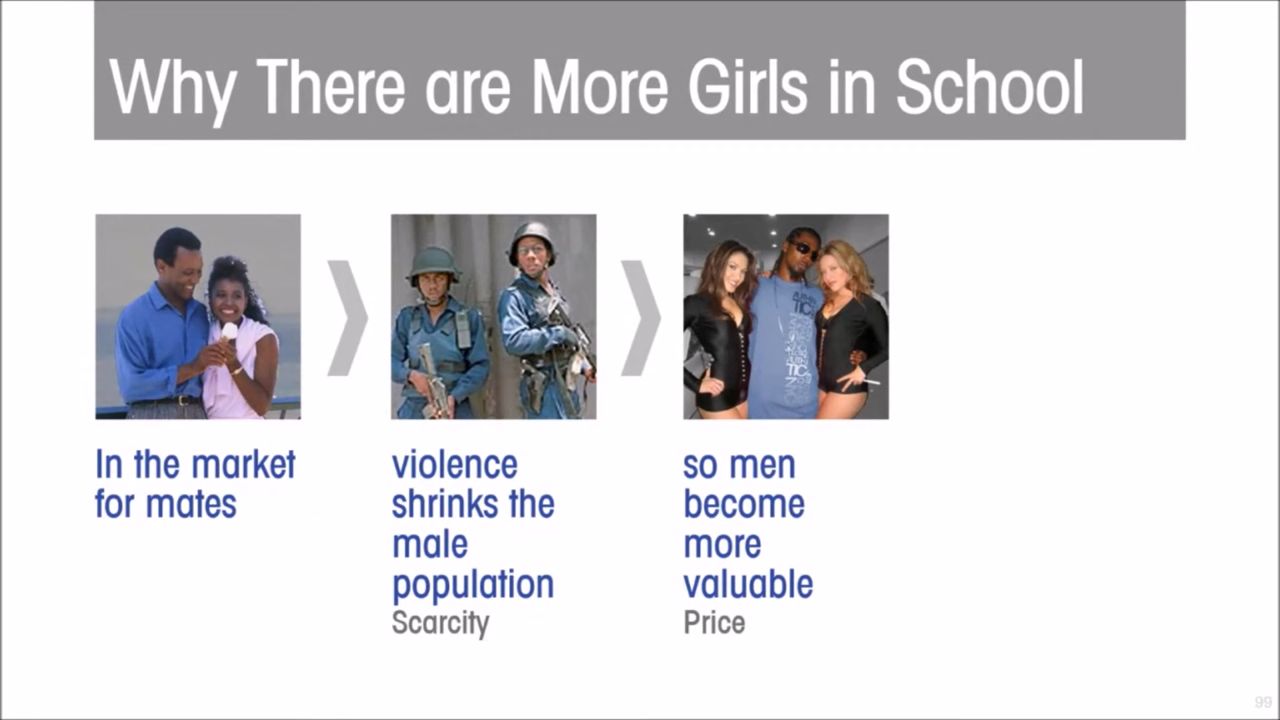 Why There are More Girls in School
In the market
for mates
violence
shrinks the
male
population
Scarcity
so men
become
more
valuable
Price
99